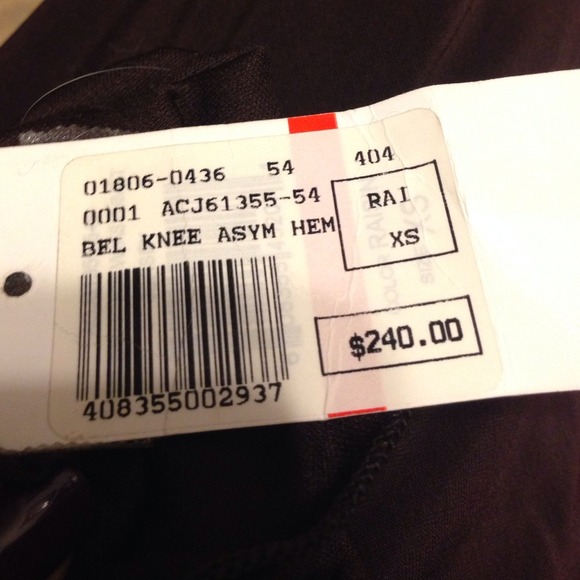 01806-0436 54 404
0001 ACJ61355-54
BEL KNEE ASYM HEM
RAI
XS
$240.00
408355002937